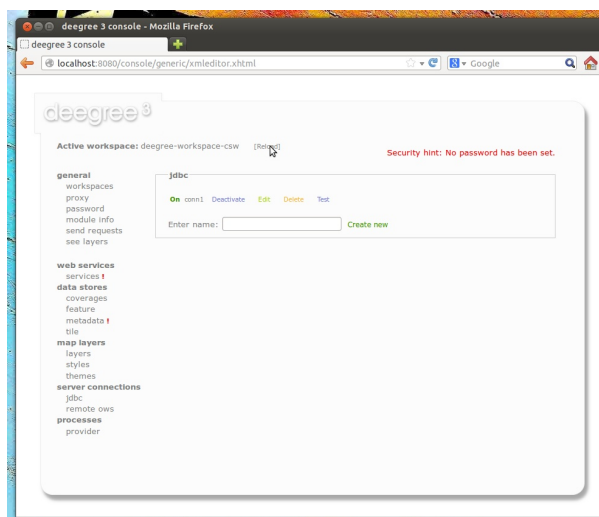 deegree 3 console - Mozilla Firefox
deegree 3 console
localhost:8080/console/generic/xmleditor.xhtml
Google
deegree 3
Active workspace: deegree-workspace-csw [Reload]
Security hint: No password has been set.
general
workspaces
proxy
password
module info
send requests
see layers
web services
services !
data stores
coverages
feature
metadata !
tile
map layers
layers
styles
themes
server connections
jdbc
remote ows
processes
provider
jdbc
On conn1 Deactivate Edit Delete Test
Enter name: Create new